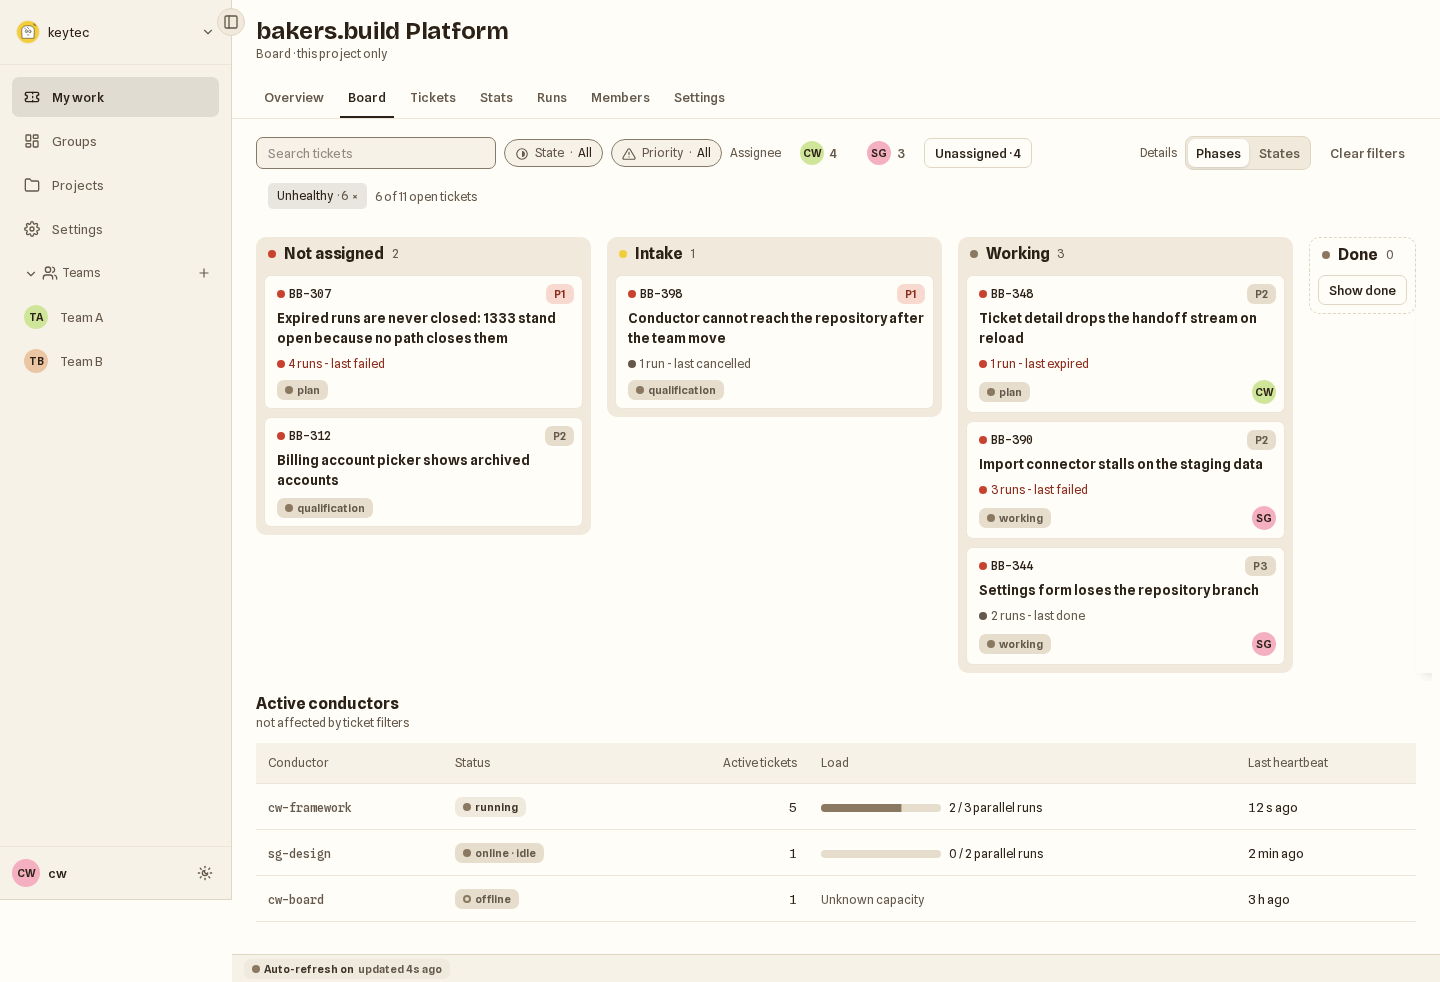 keytec
My work
Groups
Projects
Settings
Teams
TA Team A
TB Team B
CW cw
bakers.build Platform
Board · this project only
Overview Board Tickets Stats Runs Members Settings
Search tickets State · All Priority · All Assignee CW 4 SG 3 Unassigned · 4 Details Phases States Clear filters
Unhealthy · 6 × 6 of 11 open tickets
Not assigned 2
BB-307 P1
Expired runs are never closed: 1333 stand
open because no path closes them
4 runs - last failed
plan
BB-312 P2
Billing account picker shows archived
accounts
qualification
Intake 1
BB-398 P1
Conductor cannot reach the repository after
the team move
1 run - last cancelled
qualification
Working 3
BB-348 P2
Ticket detail drops the handoff stream on
reload
1 run - last expired
plan CW
BB-390 P2
Import connector stalls on the staging data
3 runs - last failed
working SG
BB-344 P3
Settings form loses the repository branch
2 runs - last done
working SG
Done 0
Show done
Active conductors
not affected by ticket filters
Conductor Status Active tickets Load Last heartbeat
cw-framework running 5 2 / 3 parallel runs 12 s ago
sg-design online · idle 1 0 / 2 parallel runs 2 min ago
cw-board offline 1 Unknown capacity 3 h ago
Auto-refresh on updated 4s ago